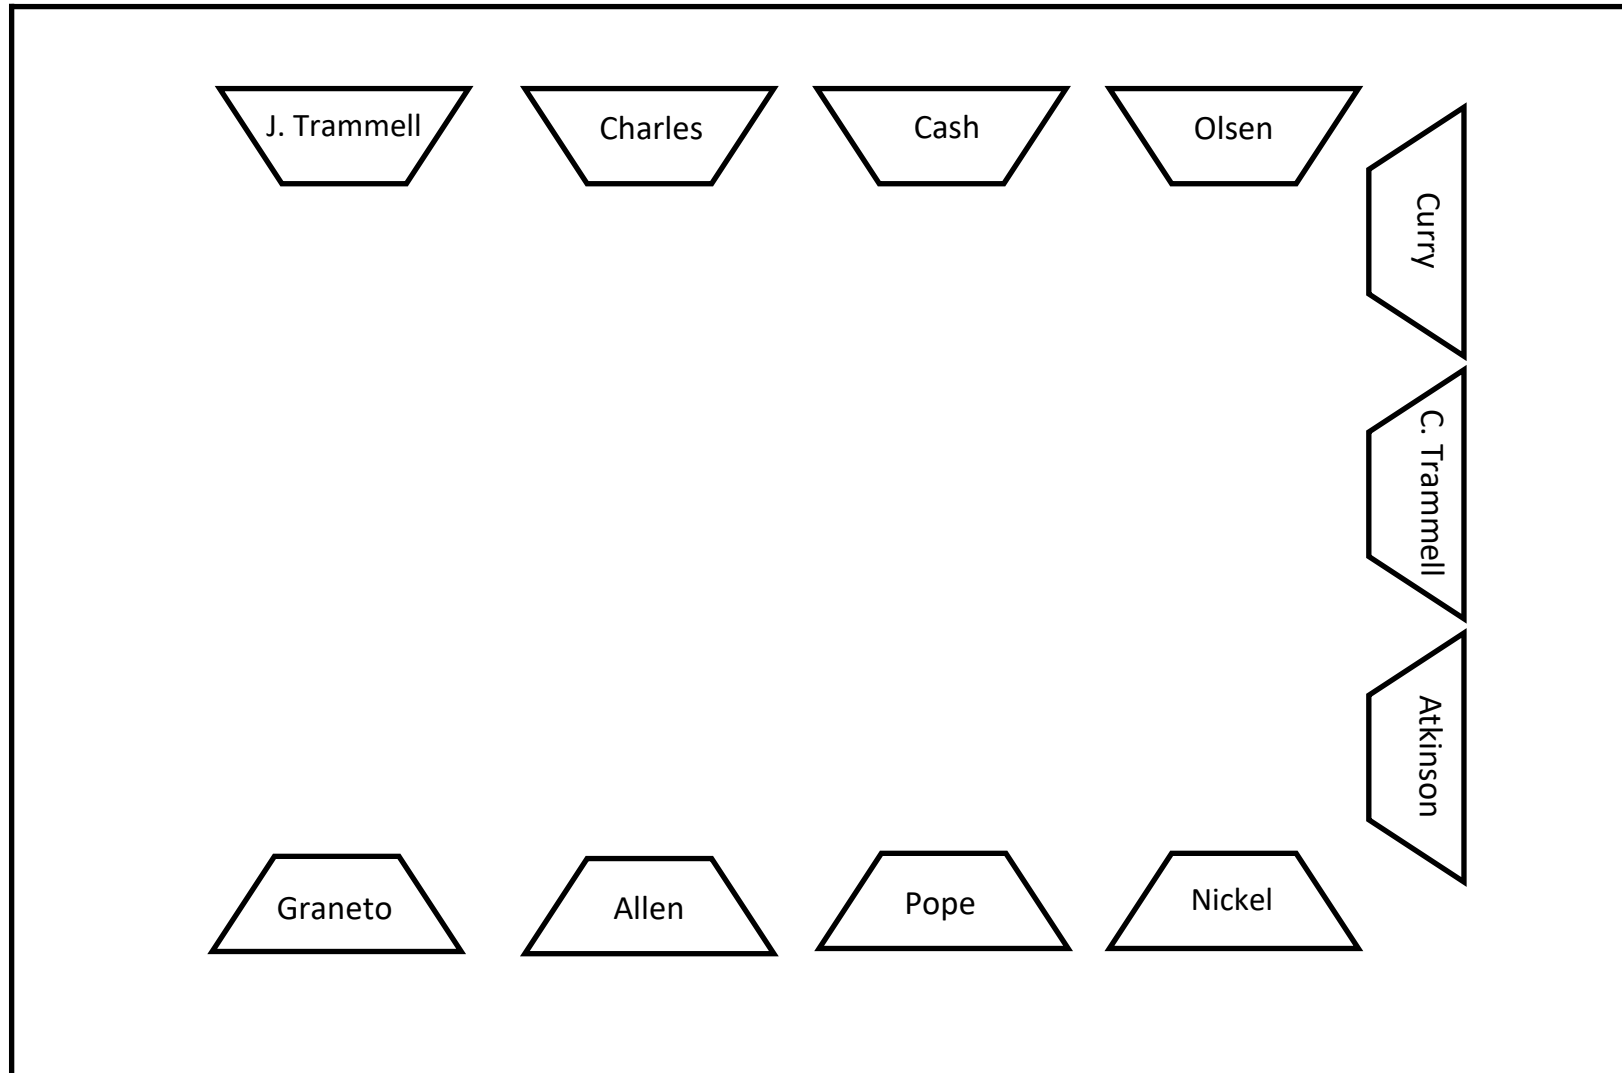 J. Trammell
Charles
Cash
Olsen
Curry
C. Trammell
Atkinson
Graneto
Allen
Pope
Nickel